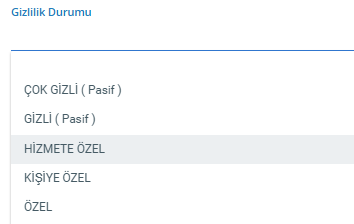 Gizlilik Durumu
ÇOK GİZLİ ( Pasif )
GİZLİ ( Pasif )
HİZMETE ÖZEL
KİŞİYE ÖZEL
ÖZEL